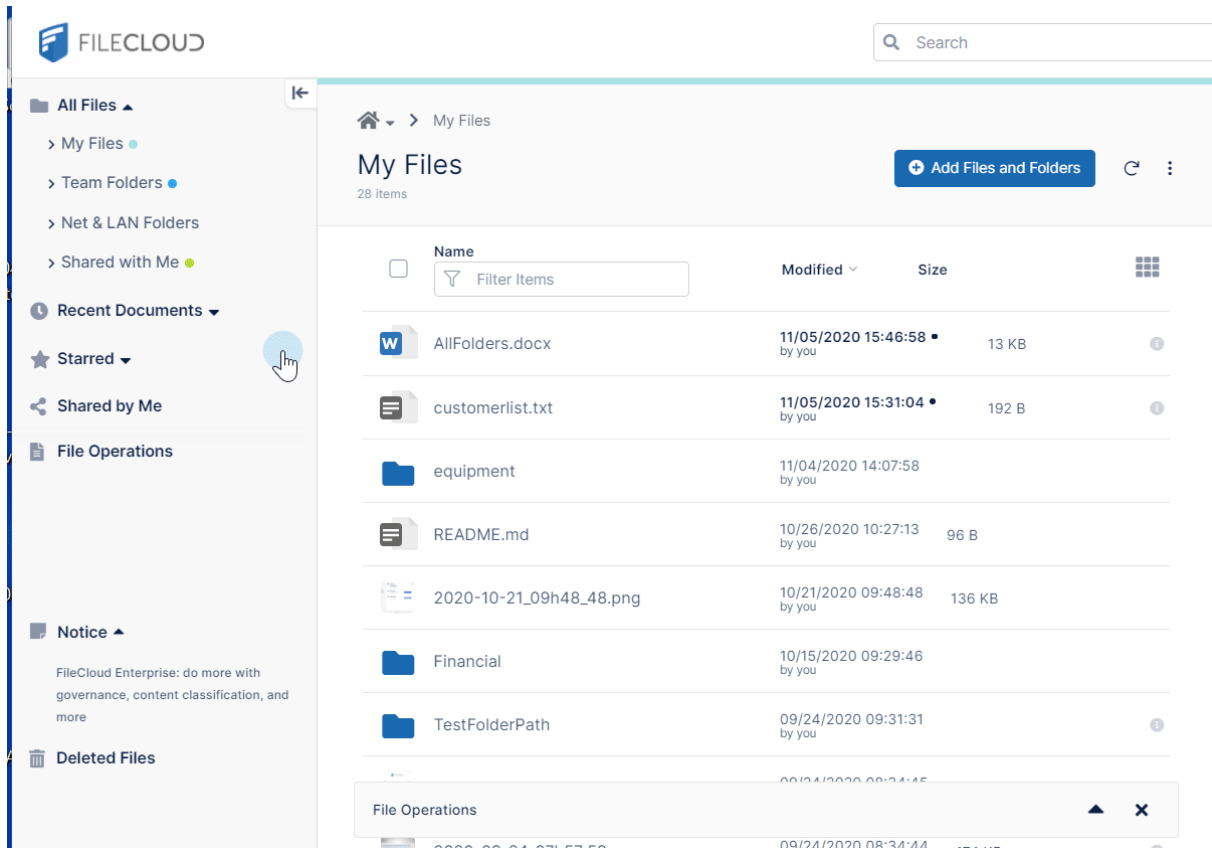 FILECLOUD
Search
All Files
My Files
Team Folders
Net & LAN Folders
Shared with Me
Recent Documents
Starred
Shared by Me
File Operations
Notice
FileCloud Enterprise: do more with
governance, content classification, and
more
Deleted Files
My Files
My Files
28 items
Add Files and Folders
Name
Filter Items
Modified
Size
AllFolders.docx
11/05/2020 15:46:58
by you
13 KB
customerlist.txt
11/05/2020 15:31:04
by you
192 B
equipment
11/04/2020 14:07:58
by you
README.md
10/26/2020 10:27:13
by you
96 B
2020-10-21_09h48_48.png
10/21/2020 09:48:48
by you
136 KB
Financial
10/15/2020 09:29:46
by you
TestFolderPath
09/24/2020 09:31:31
by you
09/24/2020 08:34:45
File Operations
09/24/2020 08:34:44